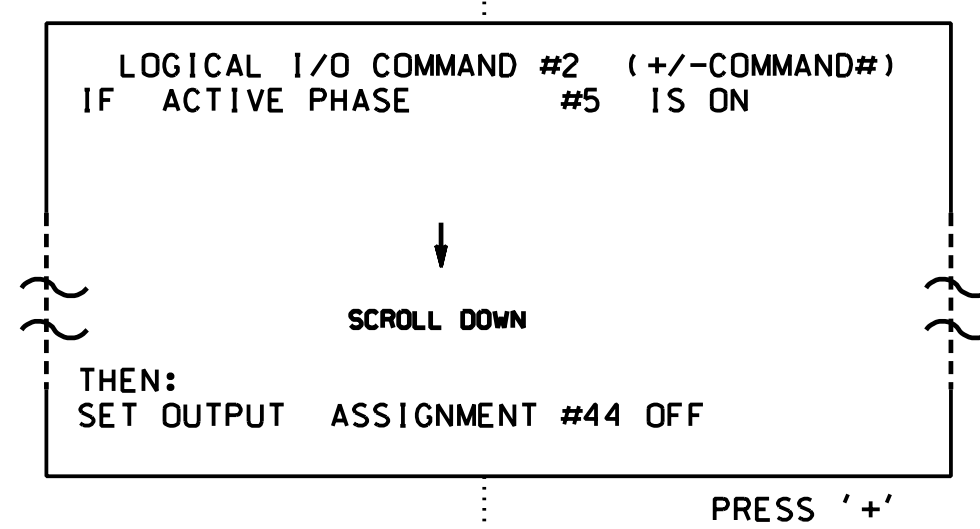 LOGICAL I/O COMMAND #2 (+/-COMMAND#)
IF ACTIVE PHASE #5 IS ON
SCROLL DOWN
THEN:
SET OUTPUT ASSIGNMENT #44 OFF
PRESS '+'